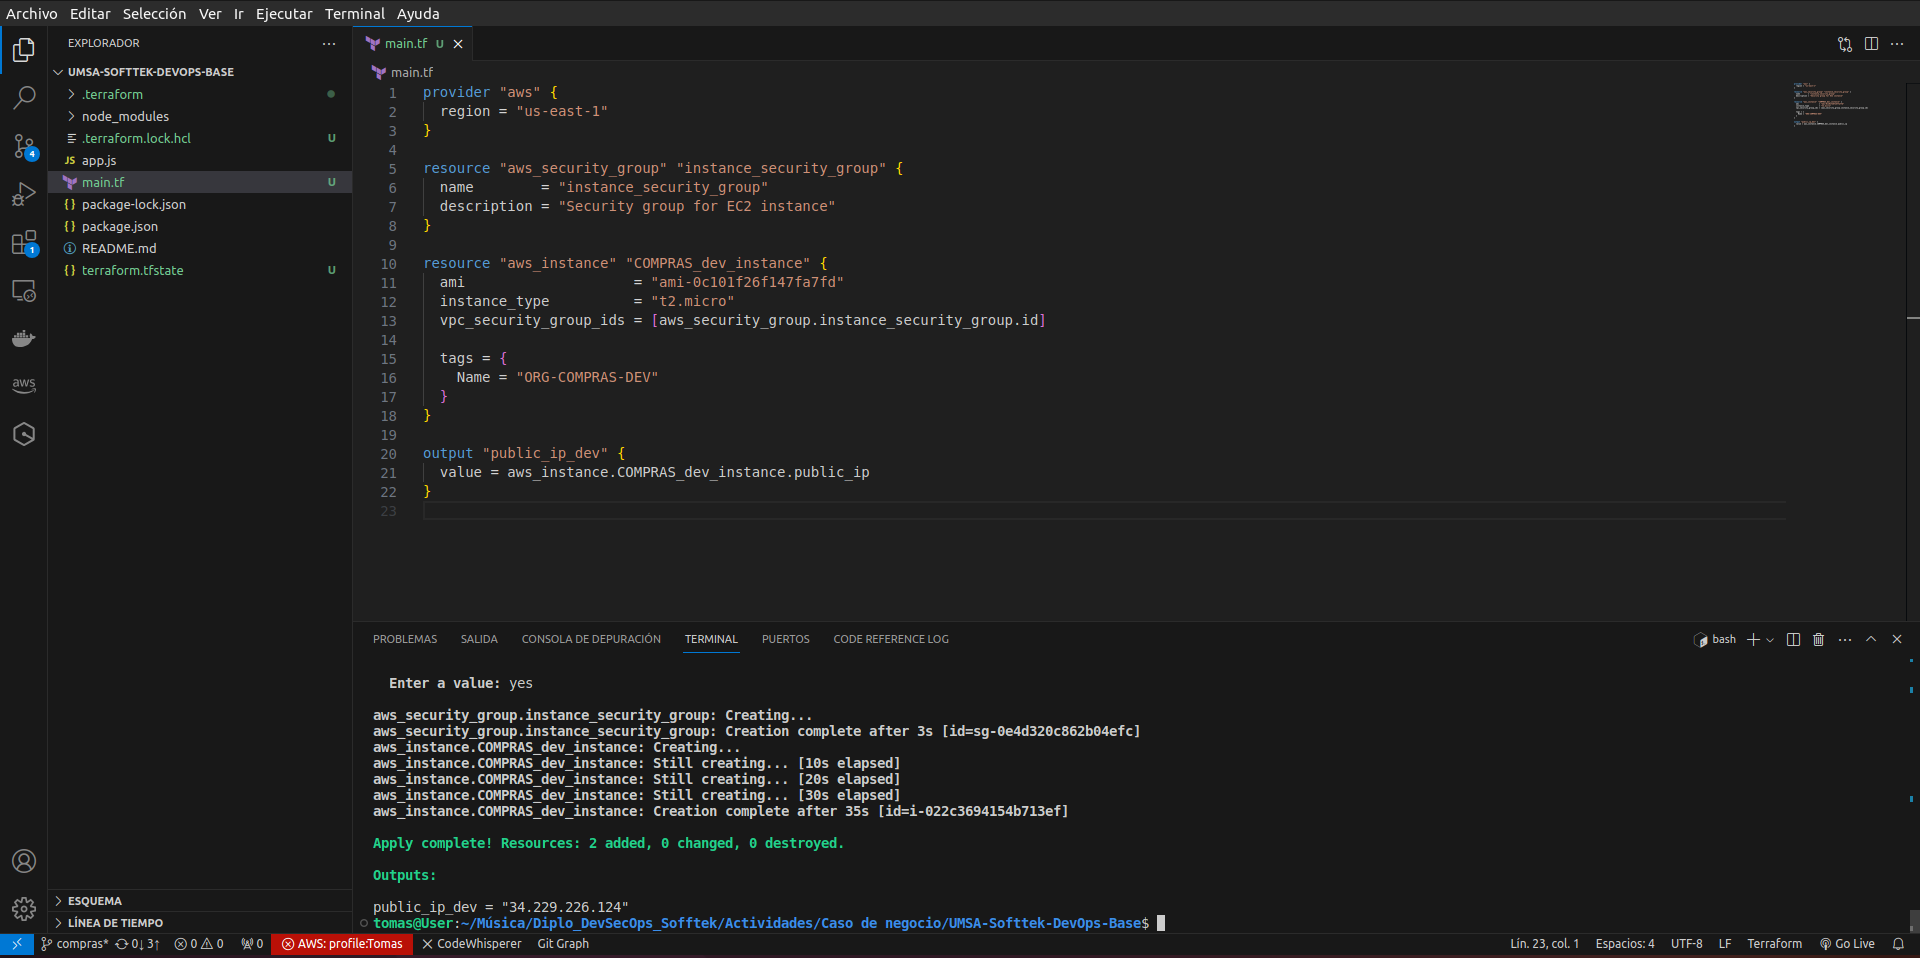 Archivo Editar Selección Ver Ir Ejecutar Terminal Ayuda
EXPLORADOR
UMSA-SOFTTEK-DEVOPS-BASE
.terraform
node_modules
.terraform.lock.hcl U
JS app.js
main.tf U
{} package-lock.json
{} package.json
README.md
{} terraform.tfstate U
ESQUEMA
LÍNEA DE TIEMPO
4
1
aws
main.tf U
main.tf
1 provider "aws" {
2 region = "us-east-1"
3 }
4
5 resource "aws_security_group" "instance_security_group" {
6 name        = "instance_security_group"
7 description = "Security group for EC2 instance"
8 }
9
10 resource "aws_instance" "COMPRAS_dev_instance" {
11 ami                    = "ami-0c101f26f147fa7fd"
12 instance_type          = "t2.micro"
13 vpc_security_group_ids = [aws_security_group.instance_security_group.id]
14
15 tags = {
16 Name = "ORG-COMPRAS-DEV"
17 }
18 }
19
20 output "public_ip_dev" {
21 value = aws_instance.COMPRAS_dev_instance.public_ip
22 }
23
PROBLEMAS SALIDA CONSOLA DE DEPURACIÓN TERMINAL PUERTOS CODE REFERENCE LOG
bash
Enter a value: yes
aws_security_group.instance_security_group: Creating...
aws_security_group.instance_security_group: Creation complete after 3s [id=sg-0e4d320c862b04efc]
aws_instance.COMPRAS_dev_instance: Creating...
aws_instance.COMPRAS_dev_instance: Still creating... [10s elapsed]
aws_instance.COMPRAS_dev_instance: Still creating... [20s elapsed]
aws_instance.COMPRAS_dev_instance: Still creating... [30s elapsed]
aws_instance.COMPRAS_dev_instance: Creation complete after 35s [id=i-022c3694154b713ef]
Apply complete! Resources: 2 added, 0 changed, 0 destroyed.
Outputs:
public_ip_dev = "34.229.226.124"
tomas@User:~/Música/Diplo_DevSecOps_Sofftek/Actividades/Caso de negocio/UMSA-Softtek-DevOps-Base$
compras* 0↓ 3↑ 0 0 0 AWS: profile:Tomas CodeWhisperer Git Graph Lín. 23, col. 1 Espacios: 4 UTF-8 LF Terraform Go Live